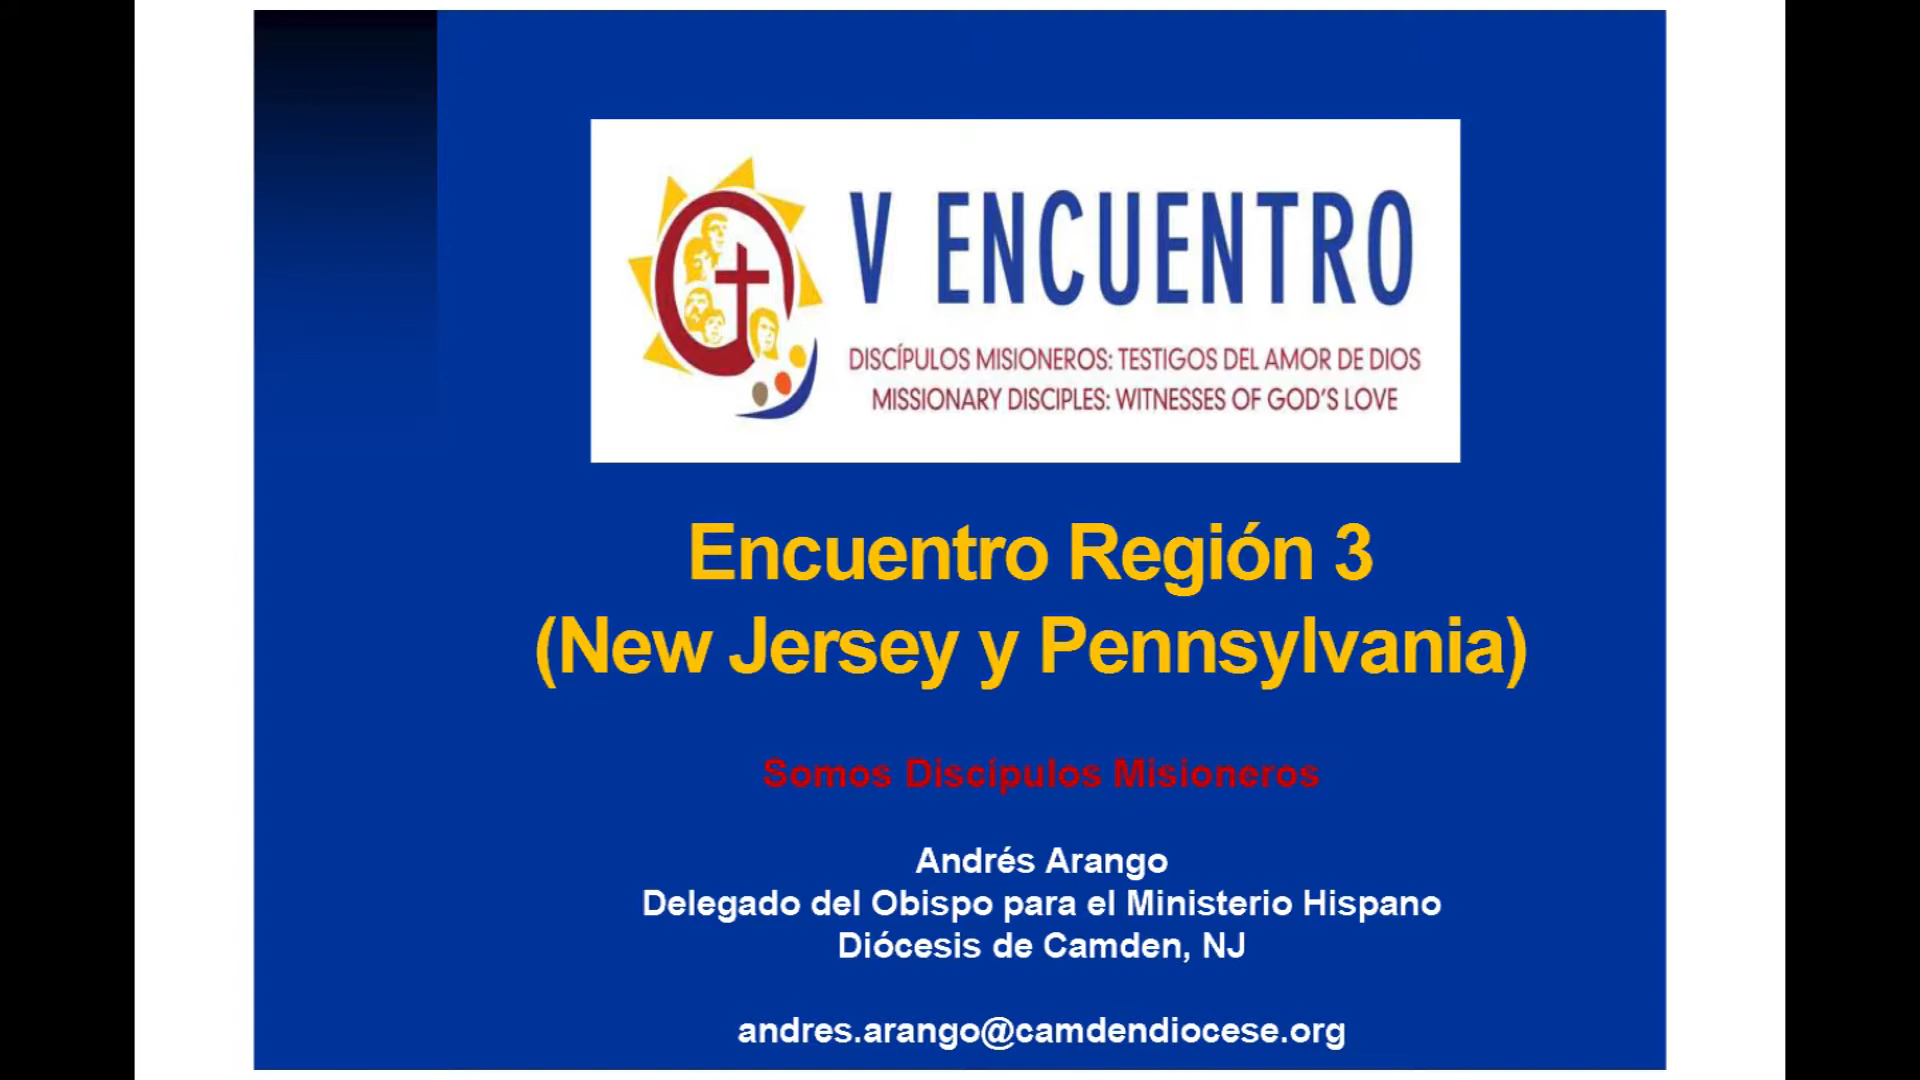 V ENCUENTRO
DISCÍPULOS MISIONEROS: TESTIGOS DEL AMOR DE DIOS
MISSIONARY DISCIPLES: WITNESSES OF GOD'S LOVE
Encuentro Región 3
(New Jersey y Pennsylvania)
Somos Discípulos Misioneros
Andrés Arango
Delegado del Obispo para el Ministerio Hispano
Diócesis de Camden, NJ
andres.arango@camdendiocese.org